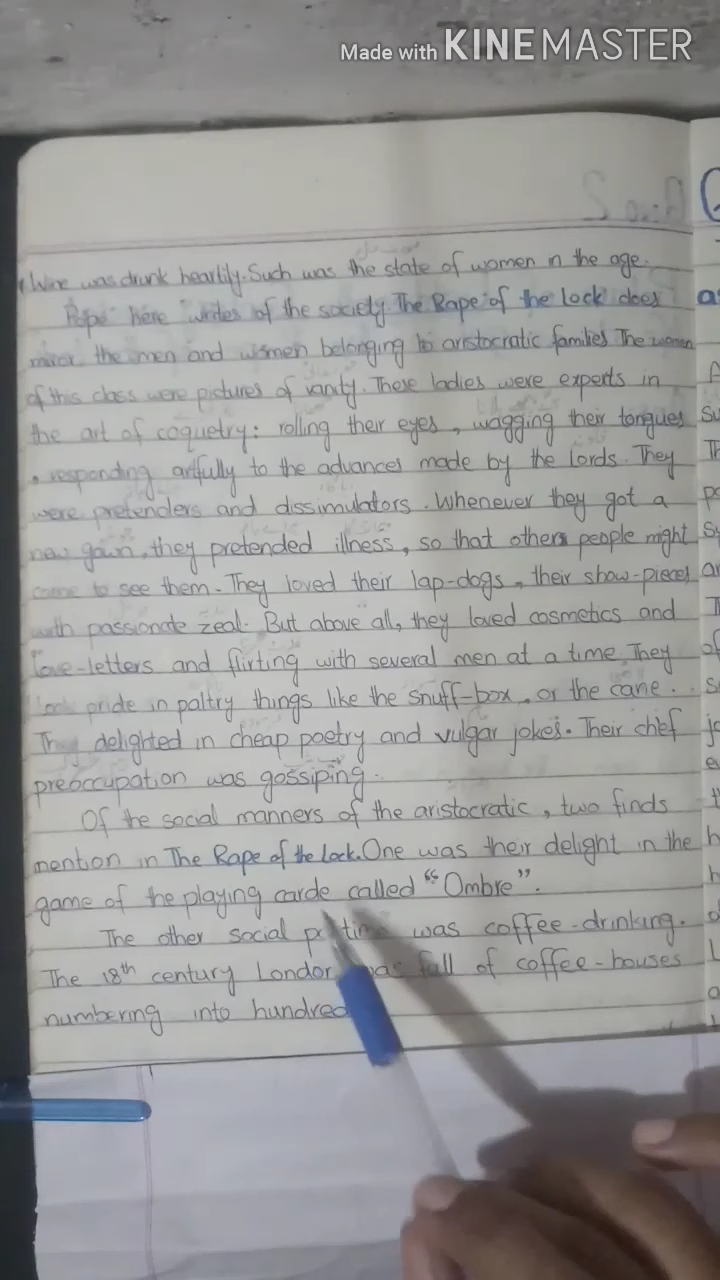 Made with KINEMASTER
Wine was drunk heartily. Such was the state of women in the age.
Pope here writes of the society. The Rape of the lock does
the men and women belonging to aristocratic families The women
of this class were pictures of vanity. These ladies were experts in
the art of coquetry: rolling their eyes, wagging their tongues
, responding artfully to the advances made by the lords. They
were pretenders and dissimulators. Whenever they got a
new gown, they pretended illness, so that others people might
come to see them. They loved their lap-dogs, their show-pieces
with passionate zeal. But above all, they loved cosmetics and
love-letters and flirting with several men at a time. They
took pride in paltry things like the snuff-box, or the cane.
They delighted in cheap poetry and vulgar jokes. Their chief
preoccupation was gossiping.
Of the social manners of the aristocratic, two finds
mention in The Rape of the Lock. One was their delight in the
game of the playing carde called "Ombre".
The other social was coffee-drinking.
The 18th century London was fall of coffee-houses
numbering into hundred